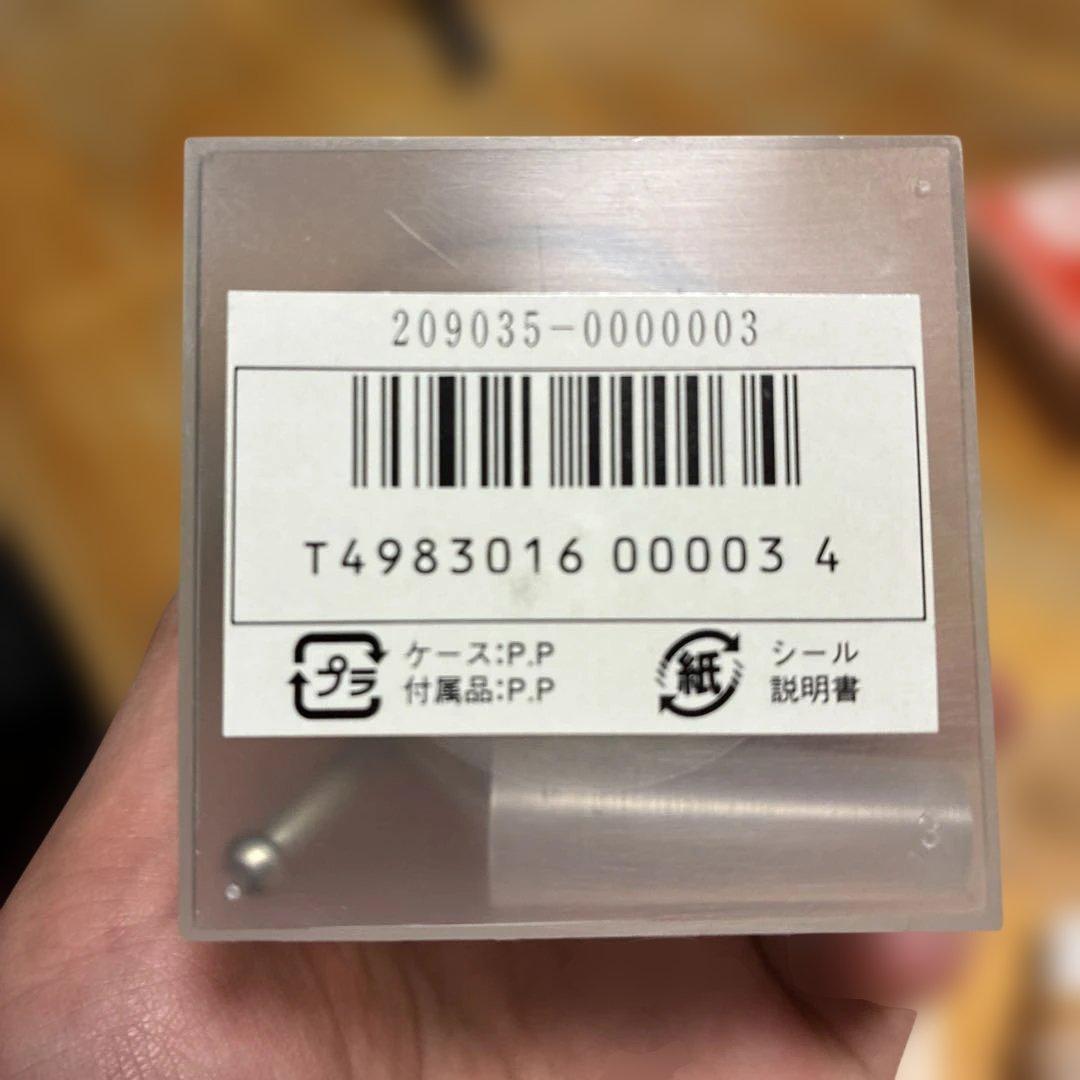 209035-0000003
T4983016 00003 4
プラ ケース:P.P
付属品:P.P
紙 シール
説明書